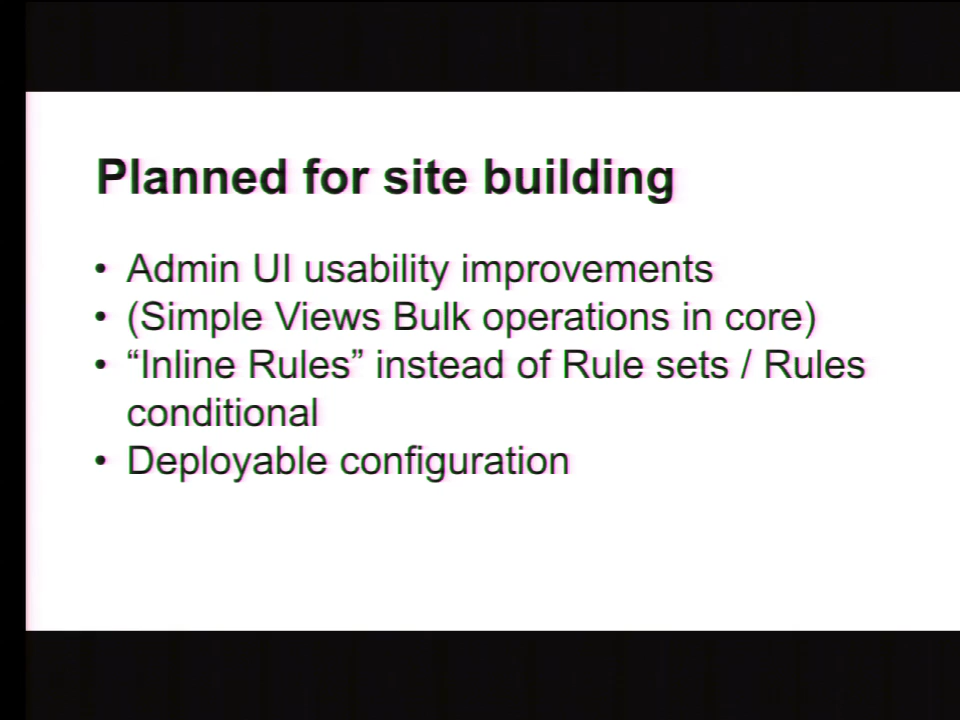 Planned for site building
• Admin UI usability improvements
• (Simple Views Bulk operations in core)
• “Inline Rules” instead of Rule sets / Rules
conditional
• Deployable configuration